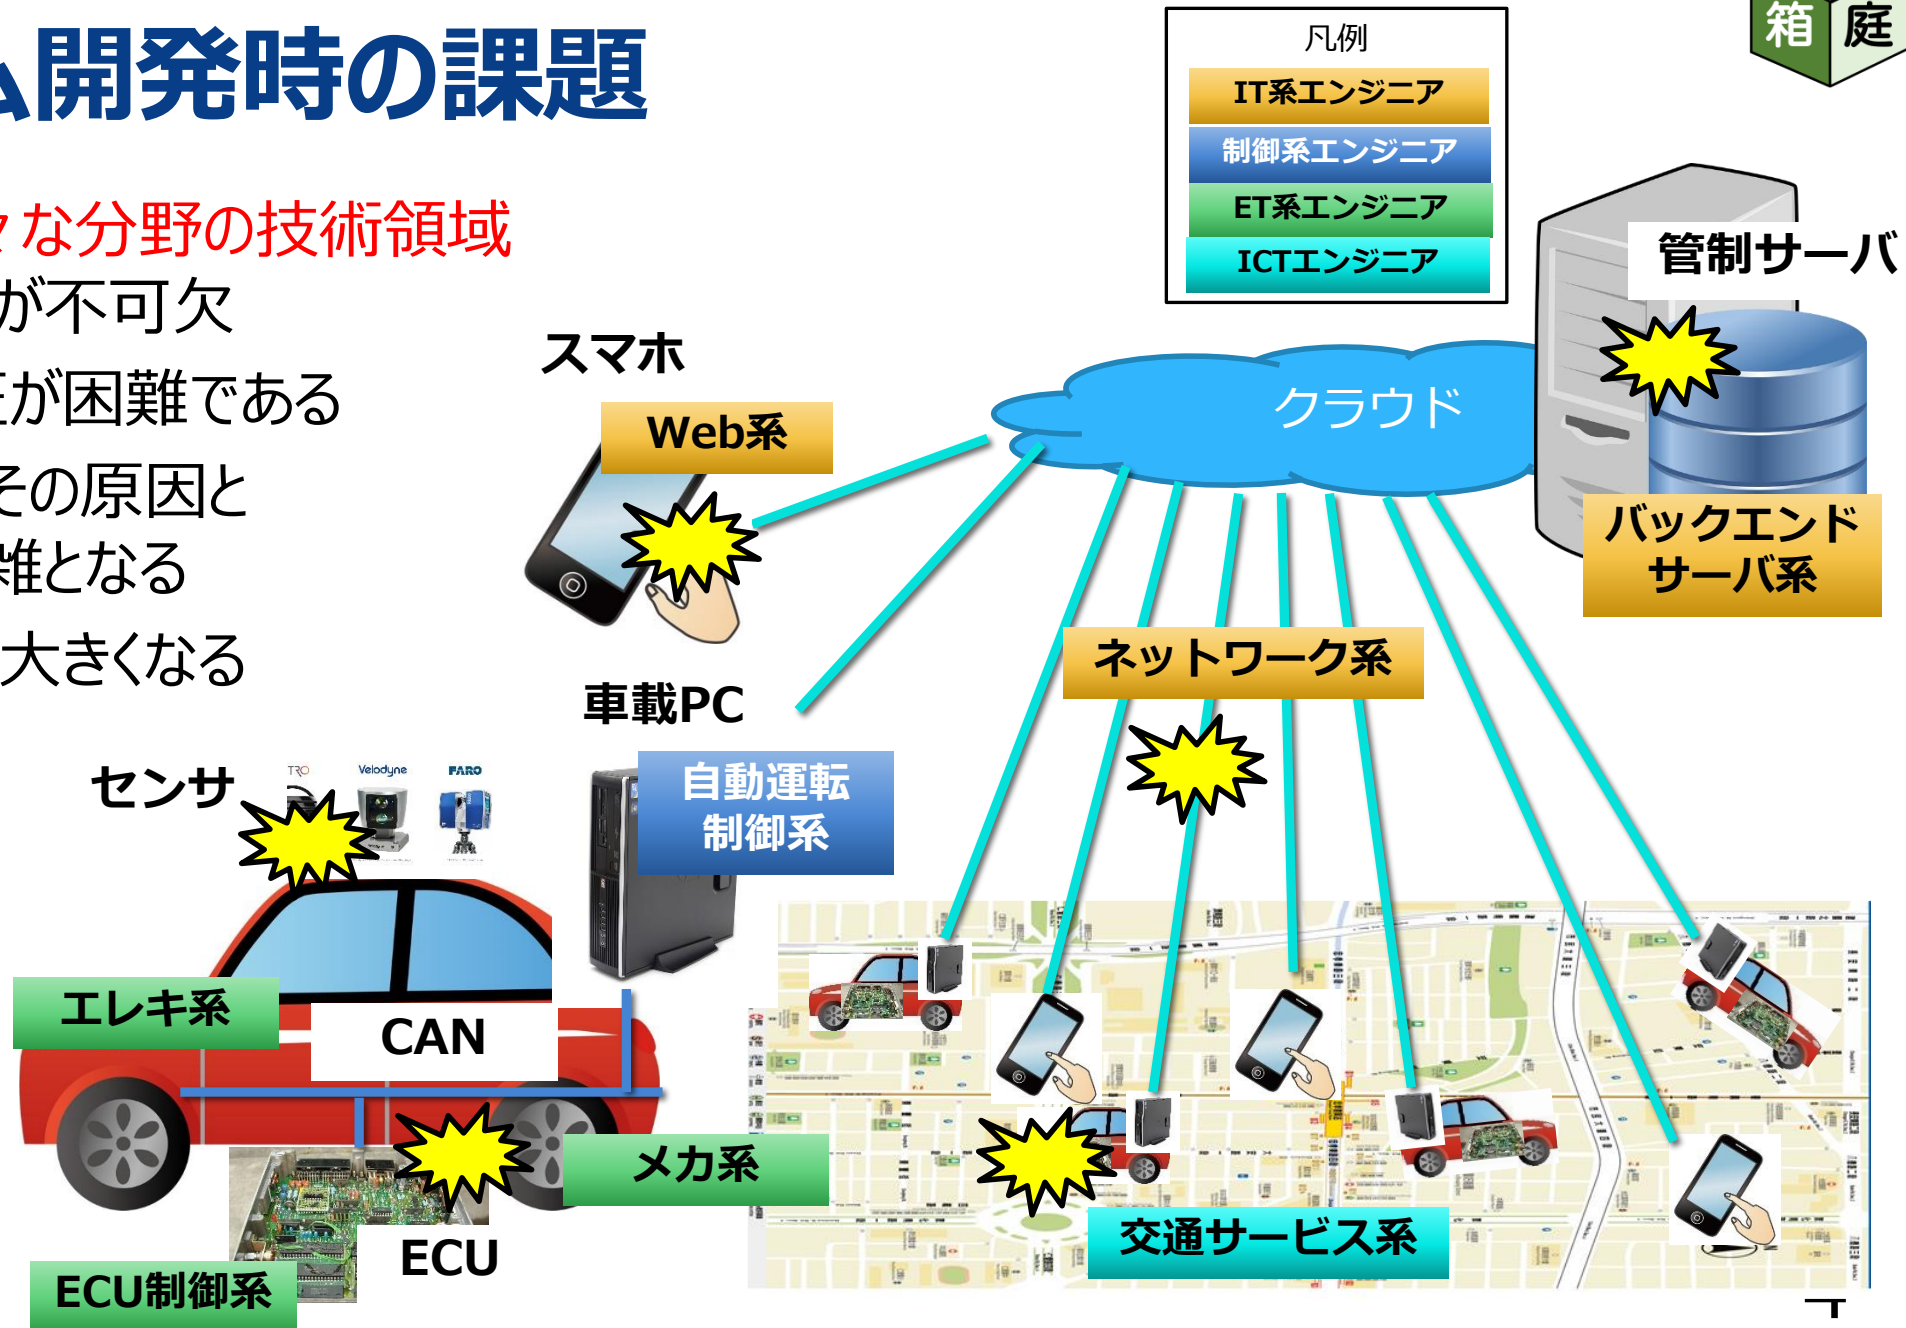 ム開発時の課題
箱庭
凡例
IT系エンジニア
制御系エンジニア
ET系エンジニア
ICTエンジニア
々な分野の技術領域
が不可欠
証が困難である
その原因と
雑となる
大きくなる
管制サーバ
クラウド
スマホ
Web系
バックエンド
サーバ系
ネットワーク系
車載PC
自動運転
制御系
センサ
TRO
Velodyne
FARO
エレキ系
CAN
メカ系
ECU
ECU制御系
交通サービス系